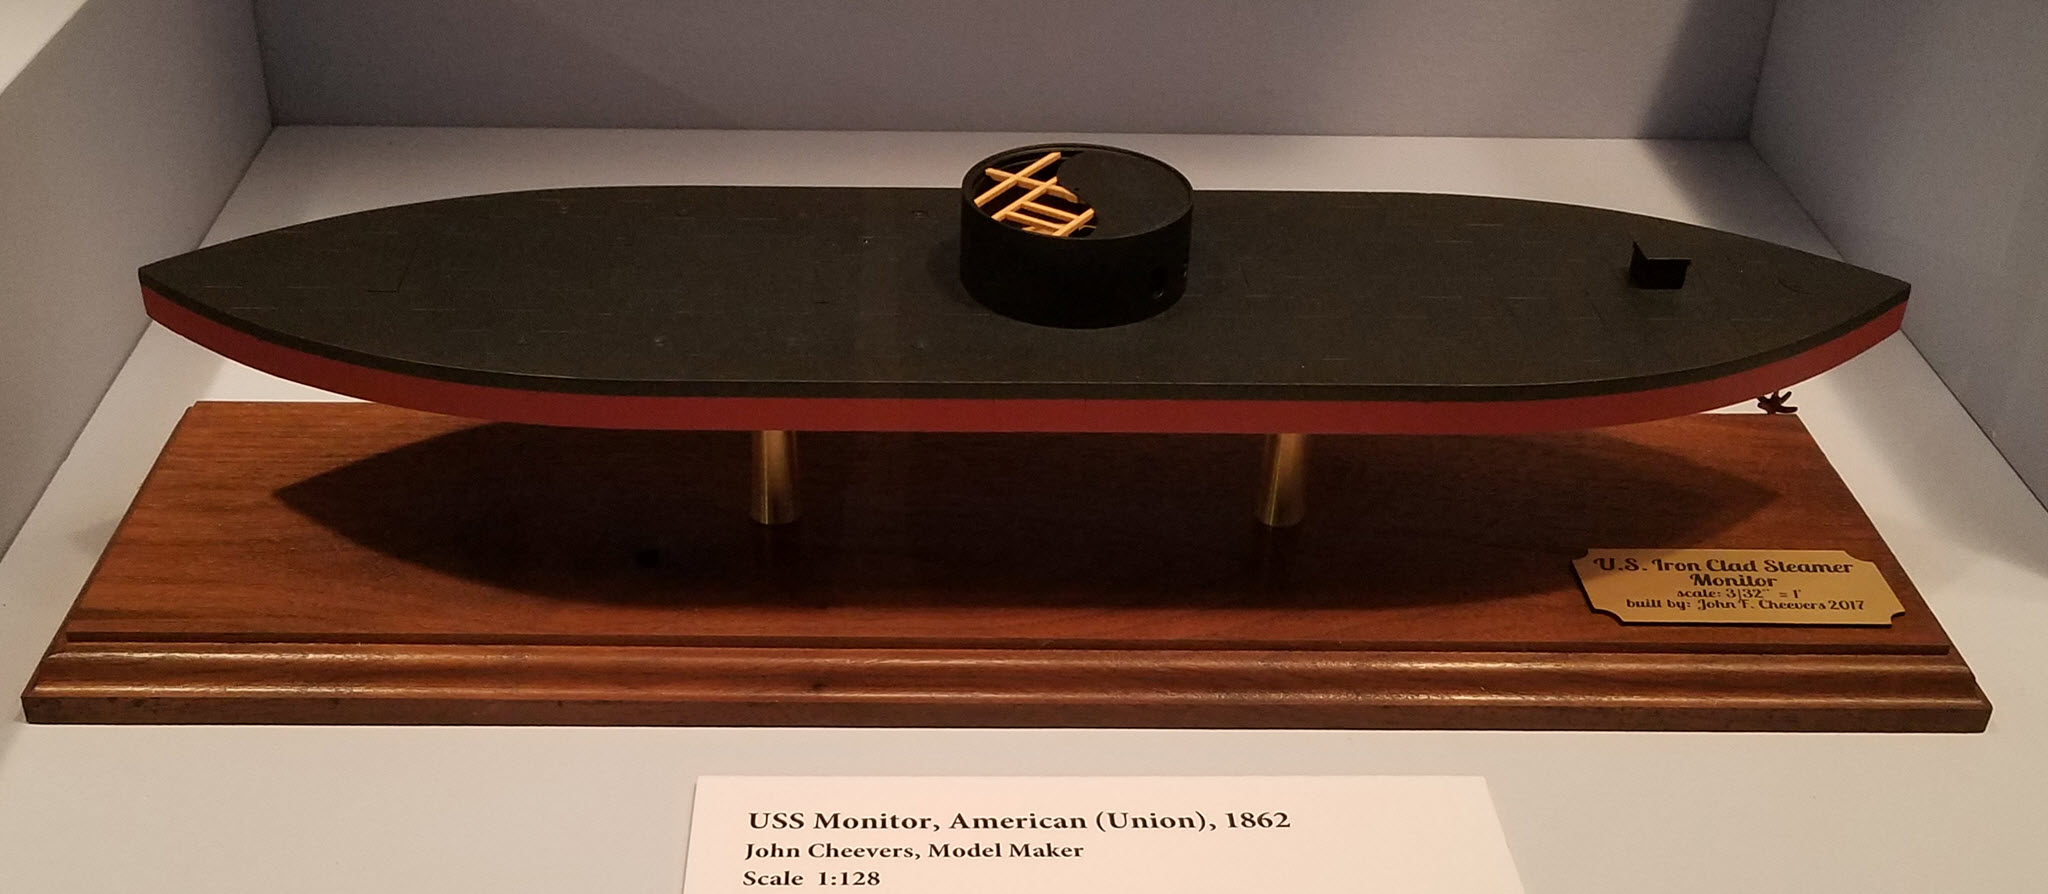 U.S. Iron Clad Steamer
Monitor
scale: 3/32" = 1'
built by: John F. Cheevers 2017
USS Monitor, American (Union), 1862
John Cheevers, Model Maker
Scale 1:128